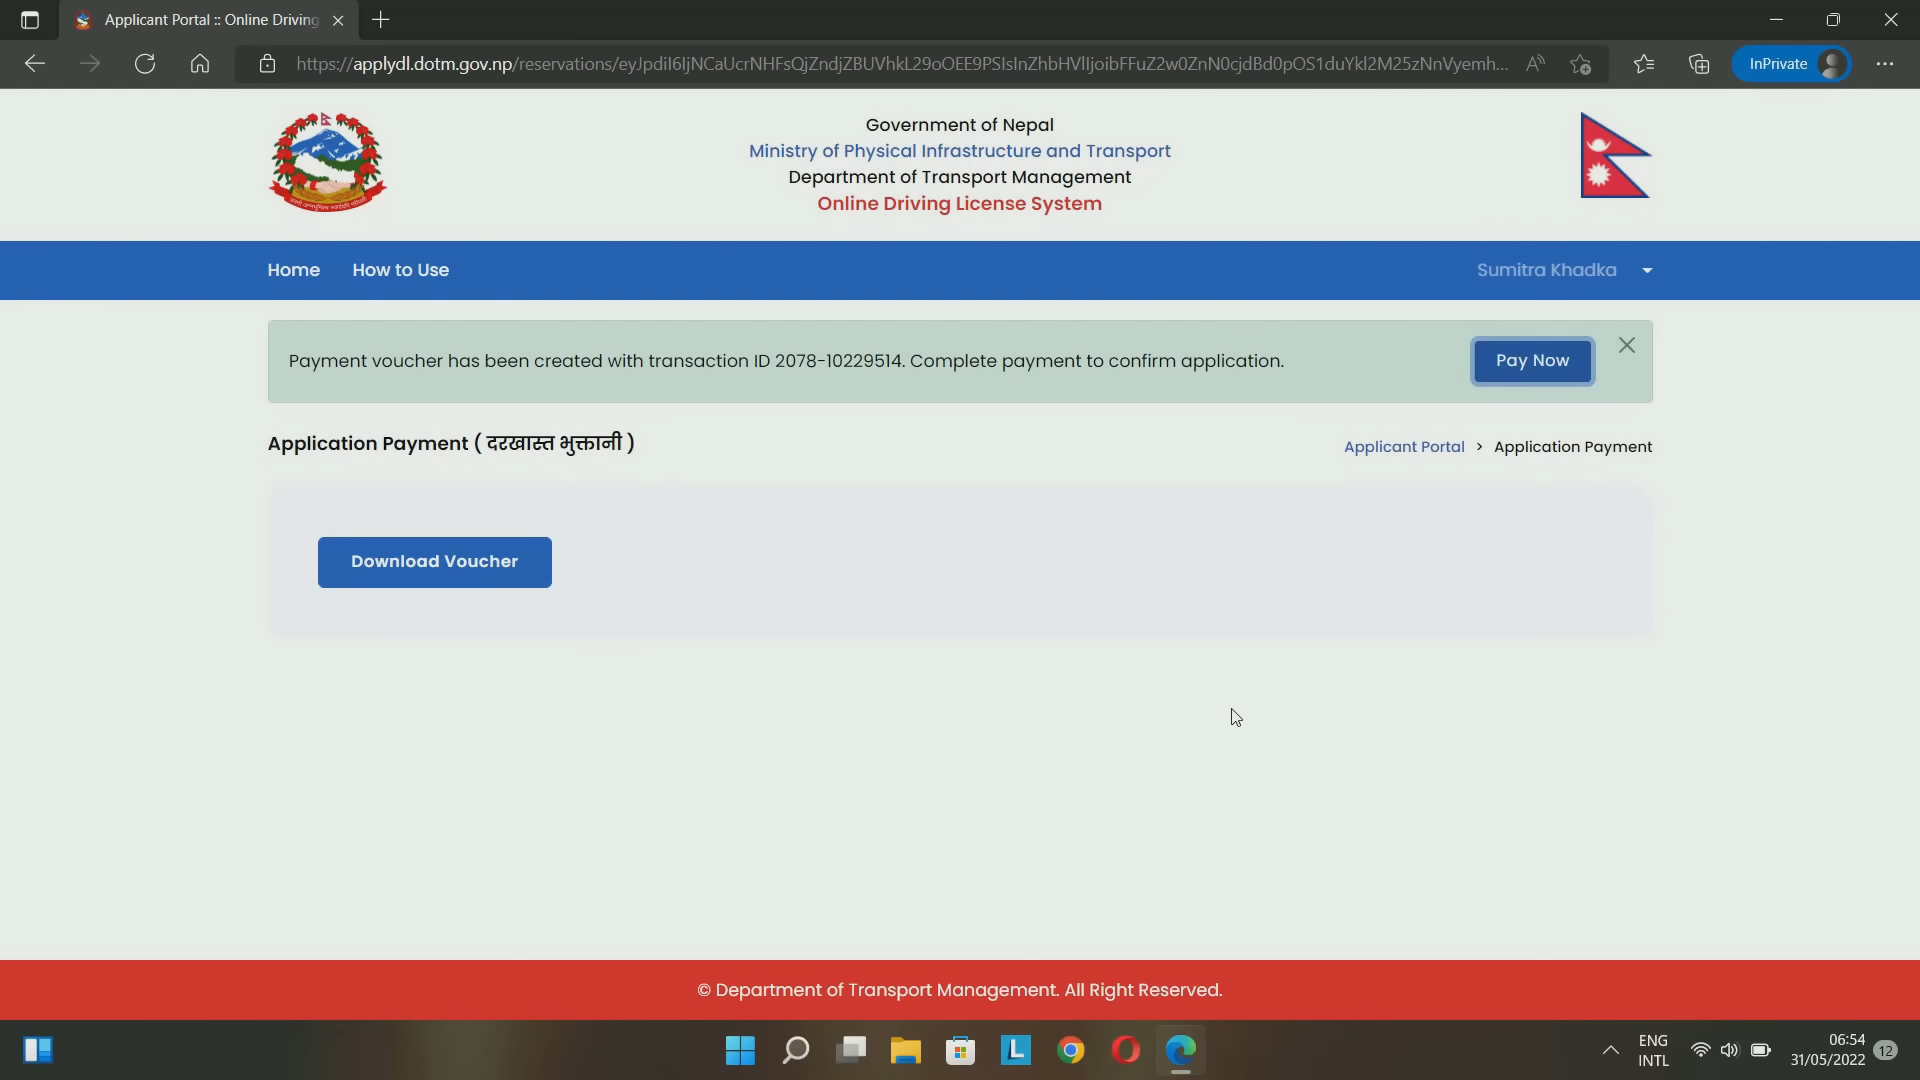 Applicant Portal :: Online Driving
https://applydl.dotm.gov.np/reservations/
InPrivate
Government of Nepal
Ministry of Physical Infrastructure and Transport
Department of Transport Management
Online Driving License System
Home How to Use Sumitra Khadka
Payment voucher has been created with transaction ID 2078-10229514. Complete payment to confirm application. Pay Now
Application Payment ( दरखास्त भुक्तानी )
Applicant Portal > Application Payment
Download Voucher
© Department of Transport Management. All Right Reserved.
ENG
INTL
06:54
31/05/2022
12